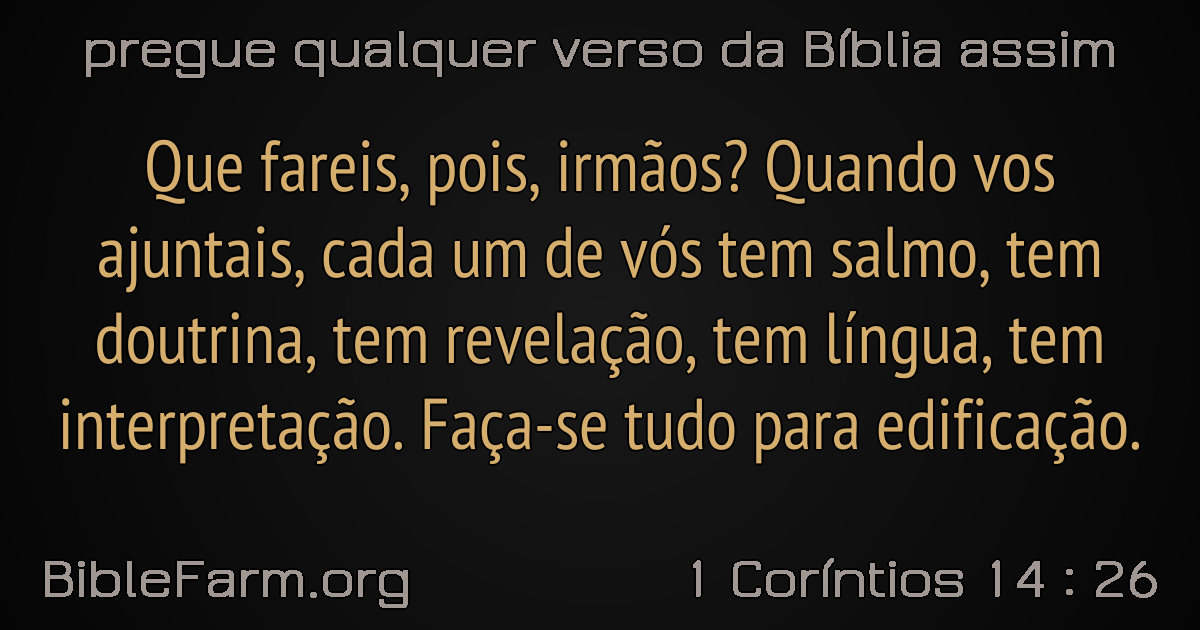 pregue qualquer verso da Bíblia assim
Que fareis, pois, irmãos? Quando vos
ajuntais, cada um de vós tem salmo, tem
doutrina, tem revelação, tem língua, tem
interpretação. Faça-se tudo para edificação.
BibleFarm.org
1 Coríntios 14 : 26